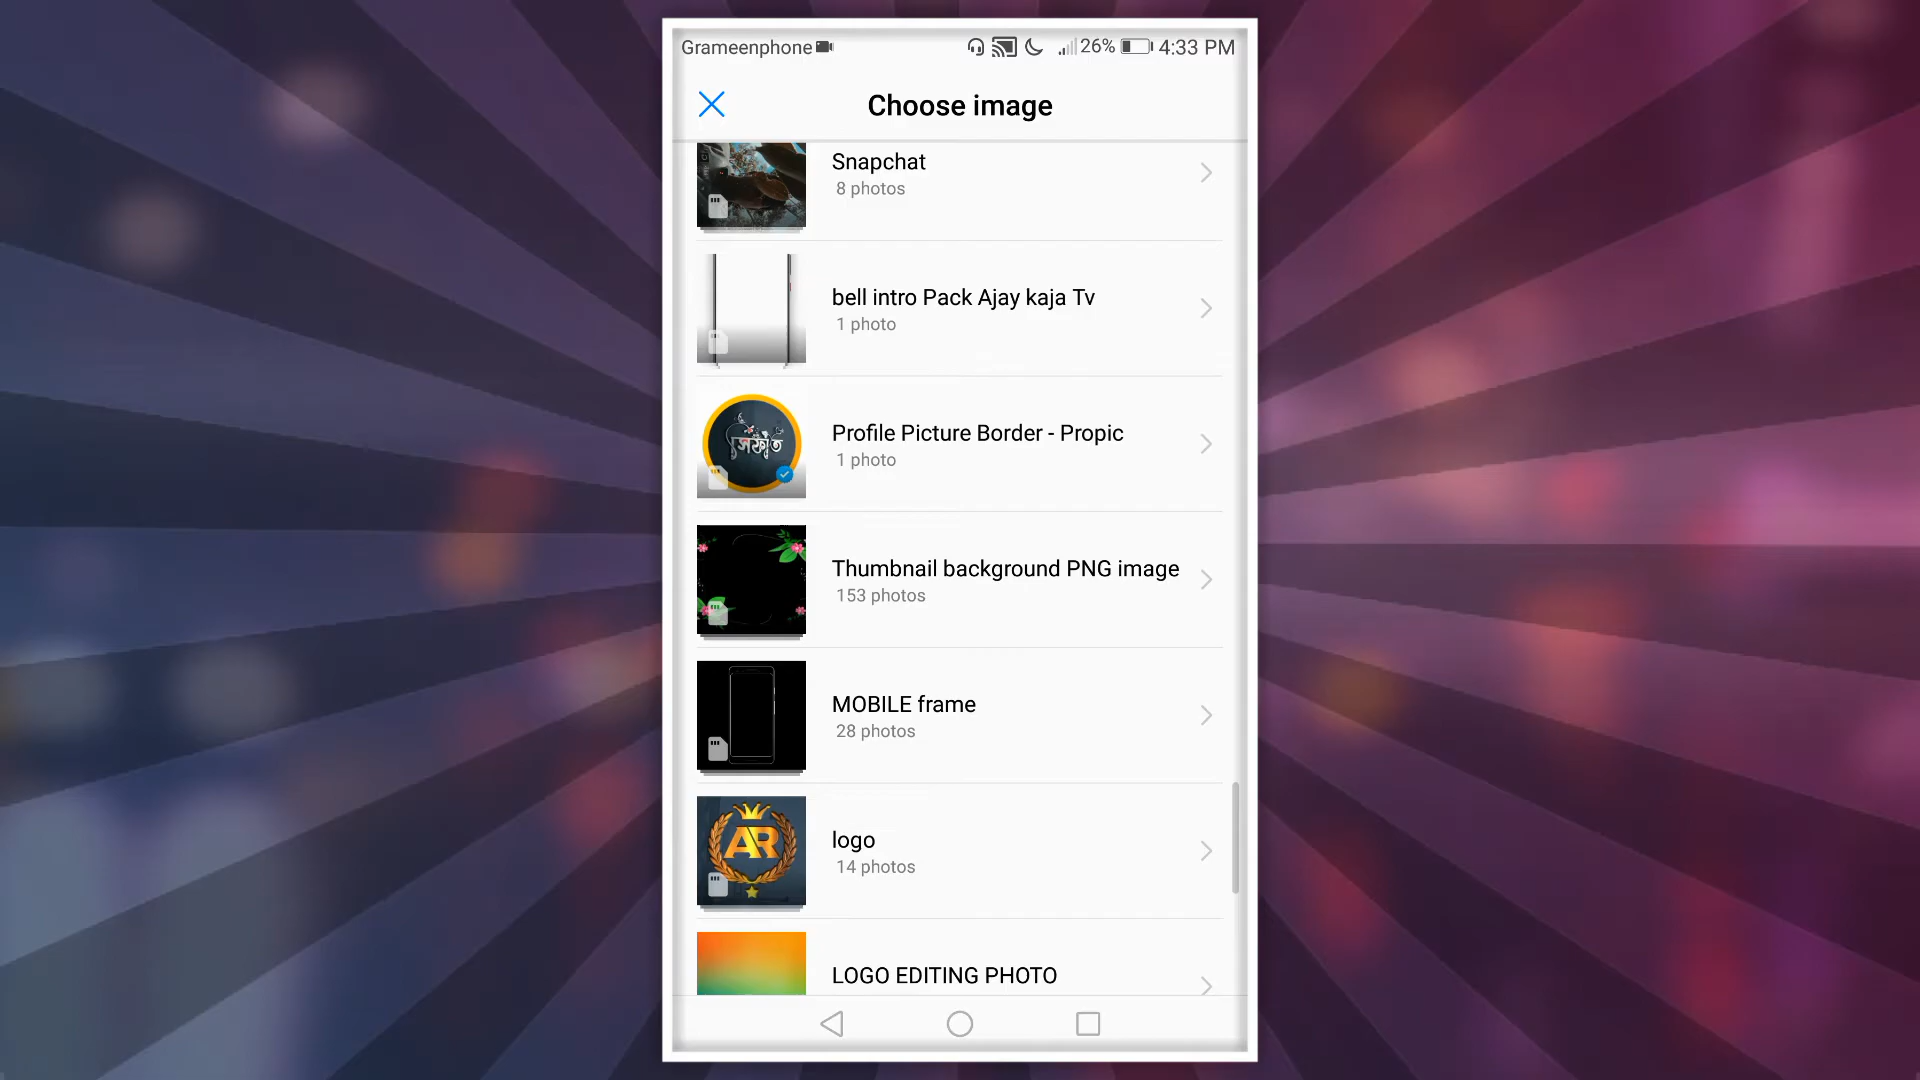 Grameenphone 26% 4:33 PM
Choose image
Snapchat
8 photos
bell intro Pack Ajay kaja Tv
1 photo
সিফাত
Profile Picture Border - Propic
1 photo
Thumbnail background PNG image
153 photos
MOBILE frame
28 photos
AR
logo
14 photos
LOGO EDITING PHOTO